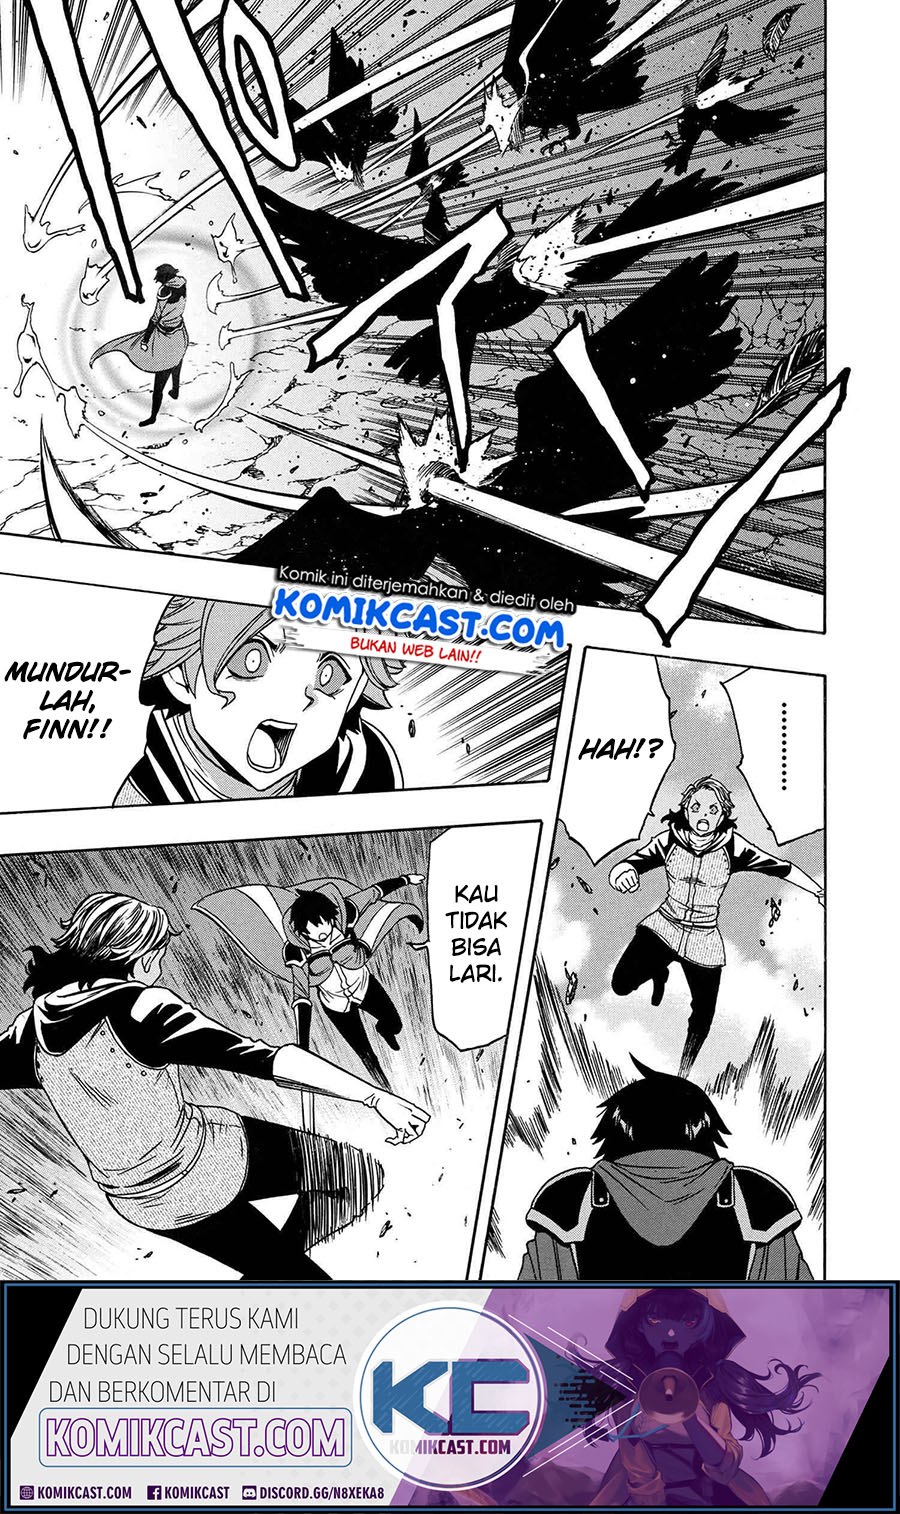 Komik ini diterjemahkan & diedit oleh
KOMIKCAST.COM
BUKAN WEB LAIN!!
............
HAH!?
MUNDUR-
LAH,
FINN!!
KAU
TIDAK
BISA
LARI.
DUKUNG TERUS KAMI
DENGAN SELALU MEMBACA
DAN BERKOMENTAR DI
KOMIKCAST.COM
KC
KOMIKCAST.COM
KOMIKCAST.COM
KOMIKCAST
DISCORD.GG/N8XEKA8